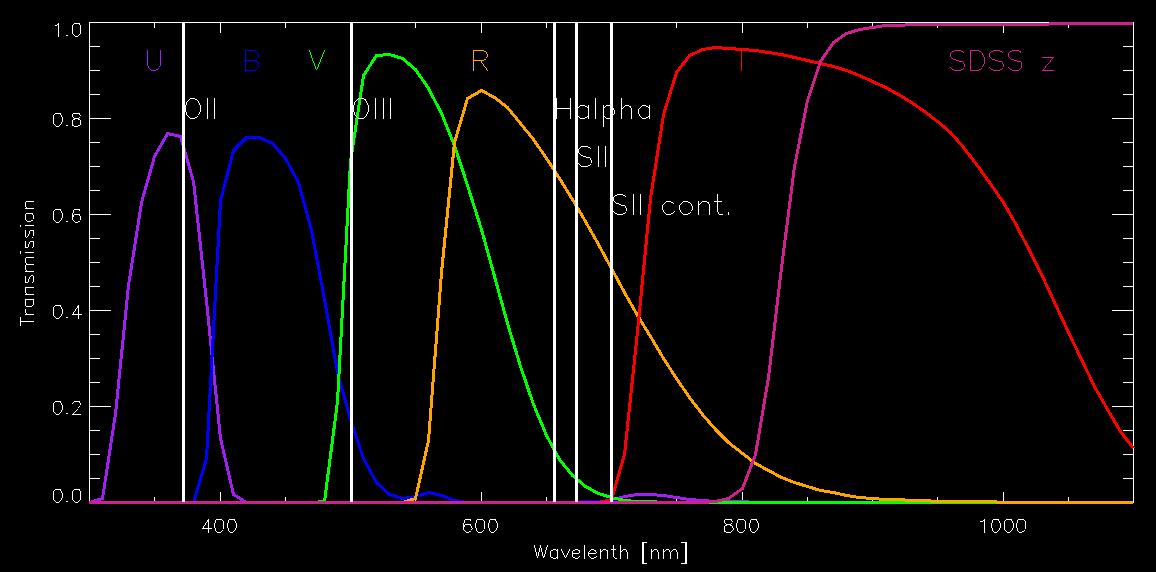 1.0
U B V R I SDSS z
OII OIII Halpha
0.8
SII
SII cont.
0.6
Transmission
0.4
0.2
0.0
400 600 800 1000
Wavelenth [nm]